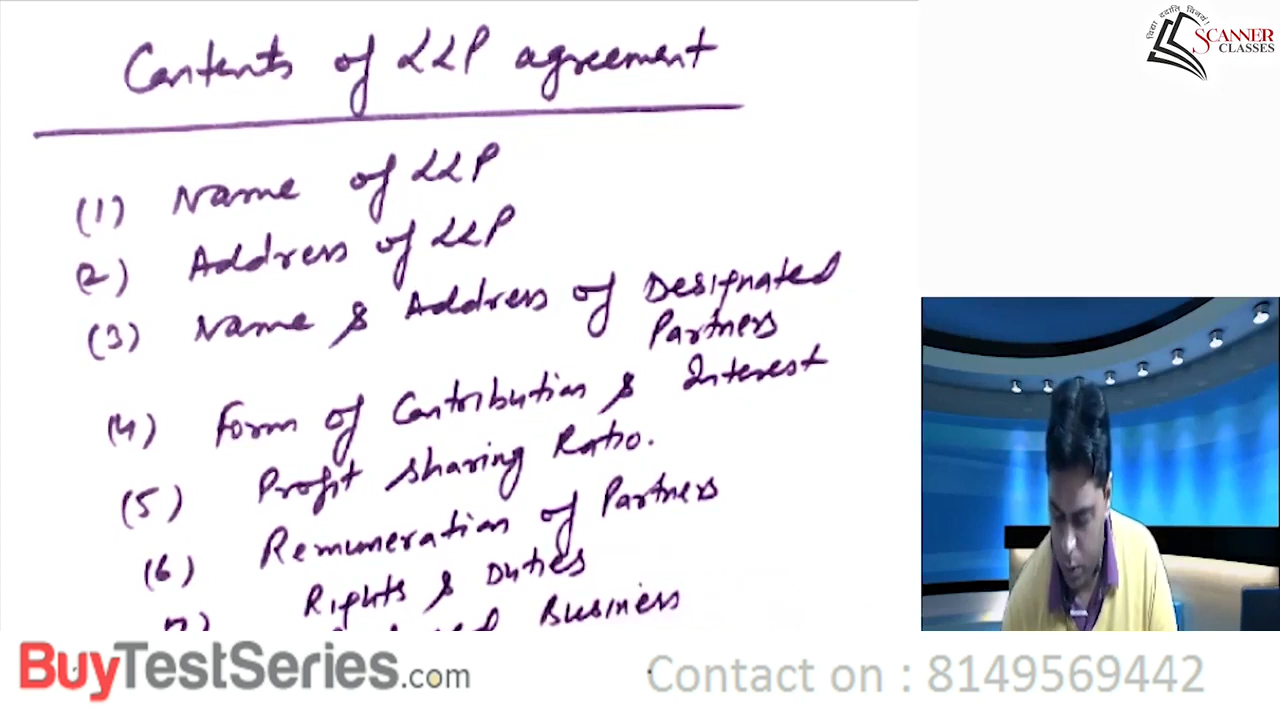 Contents of LLP agreement
(1) Name of LLP
(2) Address of LLP
(3) Name & Address of Designated
Partners
(4) Form of Contribution & Interest
(5) Profit Sharing Ratio.
(6) Remuneration of Partners
Rights & Duties
Business
विद्या ददाति विनयं।
SCANNER
CLASSES
BuyTestSeries.com
Contact on : 8149569442